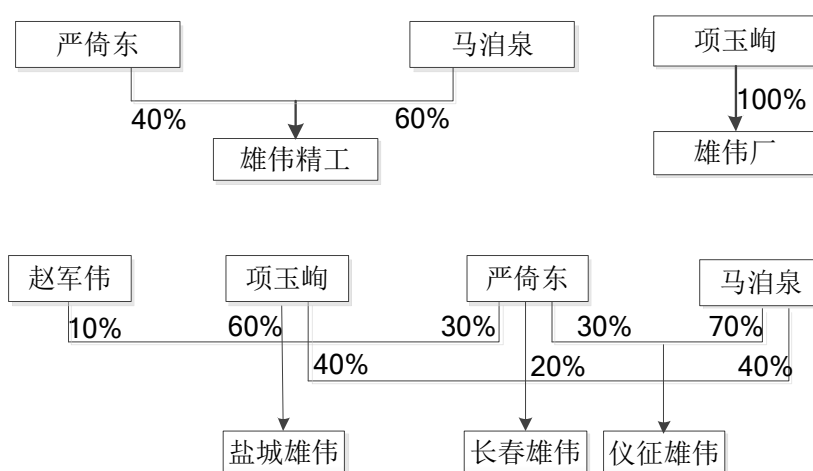 严倚东 马洎泉 项玉峋
40% 60% 100%
雄伟精工 雄伟厂
赵军伟 项玉峋 严倚东 马洎泉
10% 60% 30% 30% 70%
40% 20% 40%
盐城雄伟 长春雄伟 仪征雄伟